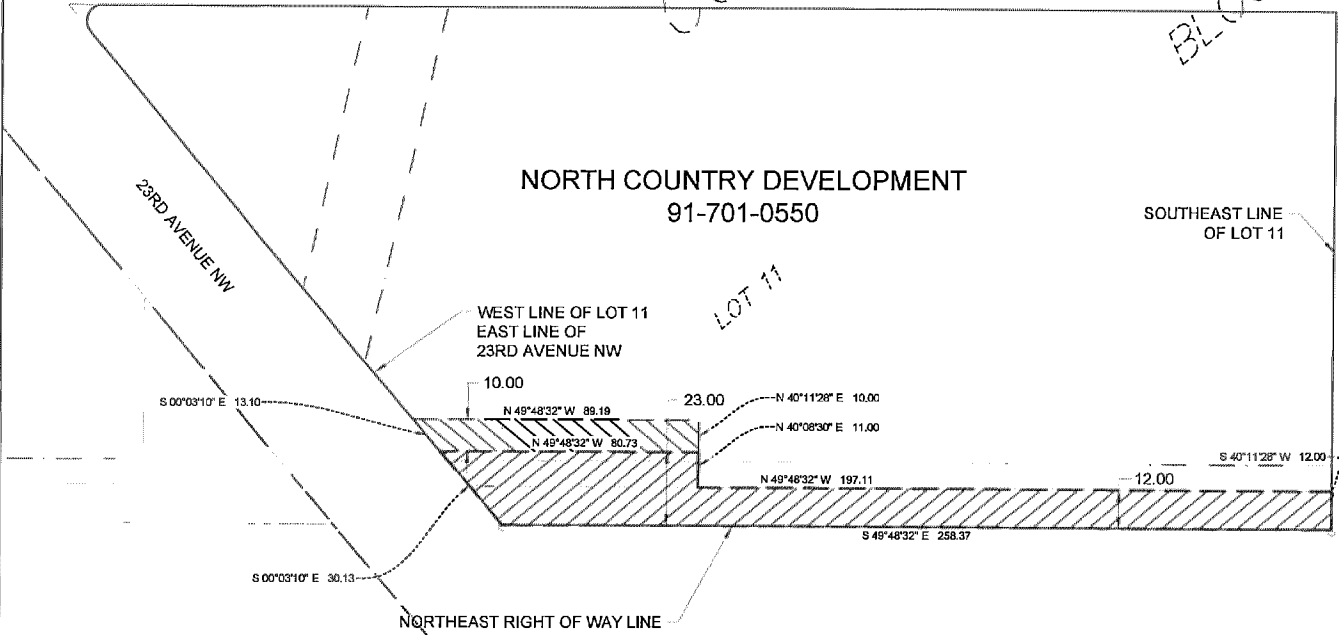 23RD AVENUE NW
NORTH COUNTRY DEVELOPMENT
91-701-0550
SOUTHEAST LINE
OF LOT 11
LOT 11
WEST LINE OF LOT 11
EAST LINE OF
23RD AVENUE NW
10.00
S 00°03'10" E 13.10
N 49°48'32" W 89.19
23.00
N 40°11'28" E 10.00
N 49°48'32" W 80.73
N 40°08'30" E 11.00
S 40°11'28" W 12.00
N 49°48'32" W 197.11
12.00
S 49°48'32" E 258.37
S 00°03'10" E 30.13
NORTHEAST RIGHT OF WAY LINE